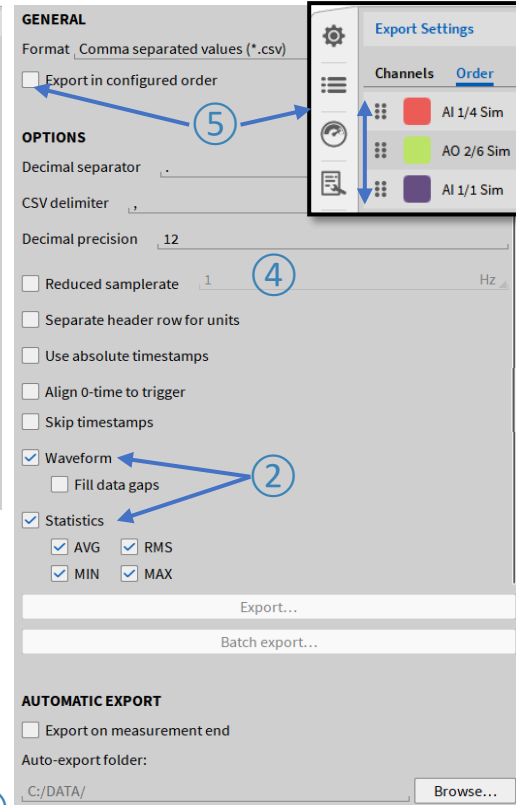 GENERAL
Format Comma separated values (*.csv)
Export in configured order
⑤
Export Settings
Channels Order
AI 1/4 Sim
AO 2/6 Sim
AI 1/1 Sim
OPTIONS
Decimal separator .
CSV delimiter ,
Decimal precision 12
④
Reduced samplerate 1 Hz
Separate header row for units
Use absolute timestamps
Align 0-time to trigger
Skip timestamps
Waveform
②
Fill data gaps
Statistics
AVG RMS
MIN MAX
Export...
Batch export...
AUTOMATIC EXPORT
Export on measurement end
Auto-export folder:
C:/DATA/ Browse...